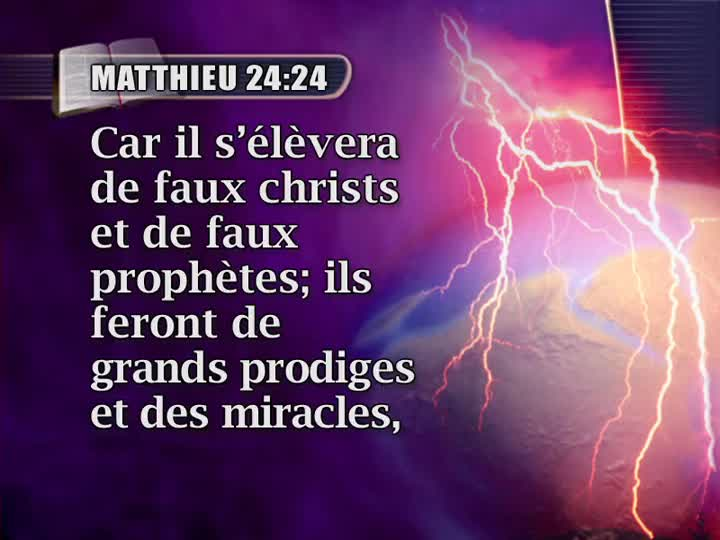 MATTHIEU 24:24
Car il s’élèvera
de faux christs
et de faux
prophètes; ils
feront de
grands prodiges
et des miracles,